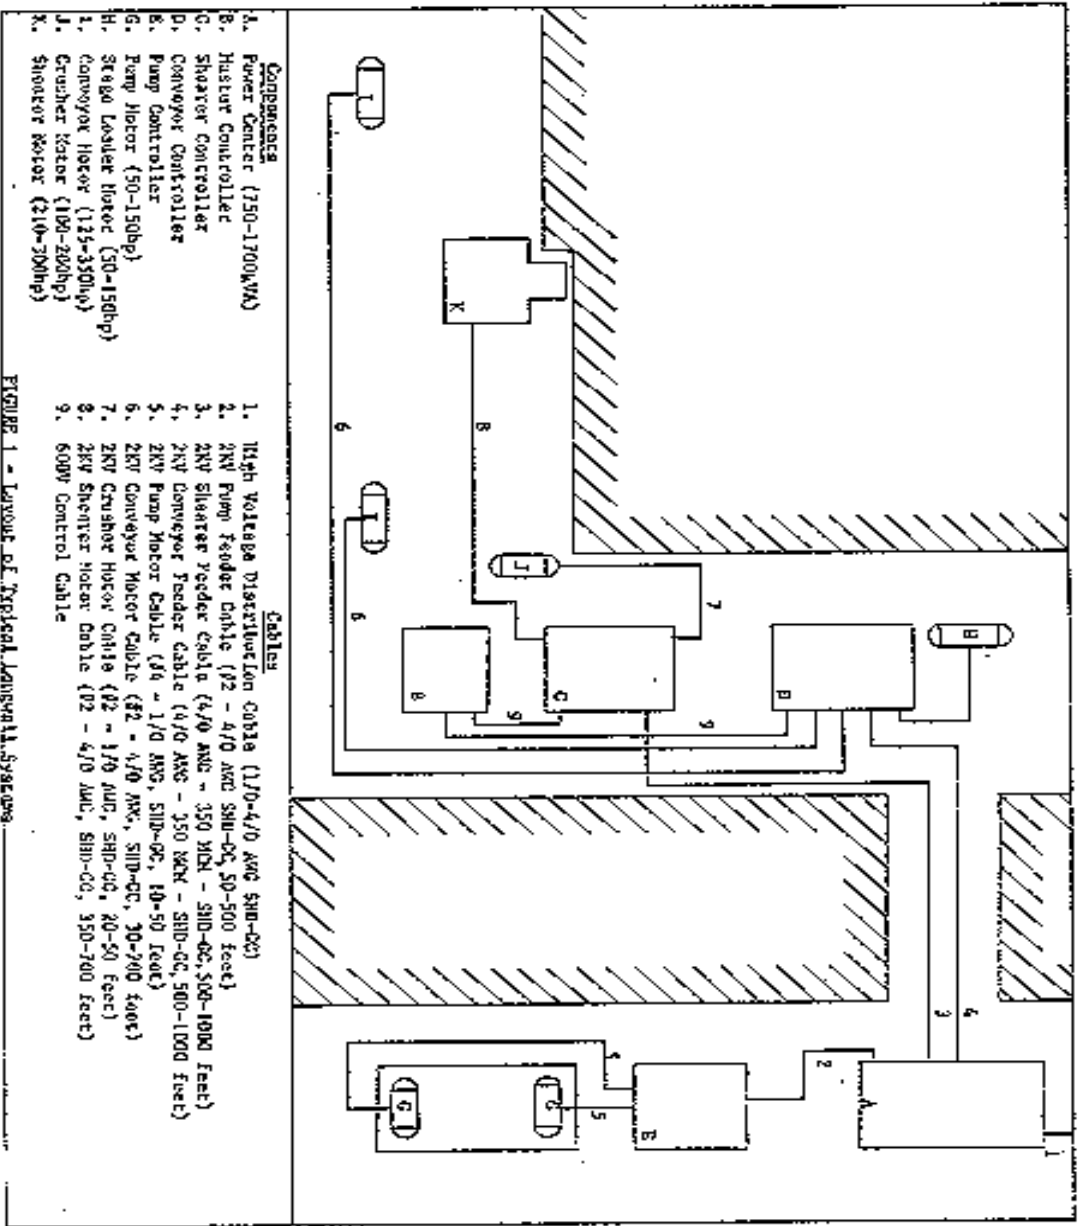 Components
A. Power Center (750-1700kVA)
B. Master Controller
C. Shearer Controller
D. Conveyor Controller
E. Pump Controller
G. Pump Motor (50-150hp)
H. Stage Loader Motor (50-150hp)
I. Conveyor Motor (125-350hp)
J. Crusher Motor (100-200hp)
K. Shearer Motor (210-300hp)
Cables
1. High Voltage Distribution Cable (1/0-4/0 AWG SHD-GC)
2. 2KV Pump Feeder Cable (#2 - 4/0 AWG SHD-GC, 50-500 feet)
3. 2KV Shearer Feeder Cable (4/0 AWG - 350 MCM - SHD-GC, 500-1000 feet)
4. 2KV Conveyor Feeder Cable (4/0 AWG - 350 MCM - SHD-GC, 500-1000 feet)
5. 2KV Pump Motor Cable (#4 - 1/0 AWG, SHD-GC, 10-50 feet)
6. 2KV Conveyor Motor Cable (#2 - 4/0 AWG, SHD-GC, 30-700 feet)
7. 2KV Crusher Motor Cable (#2 - 1/0 AWG, SHD-GC, 20-50 feet)
8. 2KV Shearer Motor Cable (#2 - 4/0 AWG, SHD-GC, 350-700 feet)
9. 600V Control Cable
FIGURE 1 - Layout of Typical Longwall Systems
1
A
4
3
2
E
5
G
G
H
D
9
7
C
9
B
J
6
6
8
K
I
I